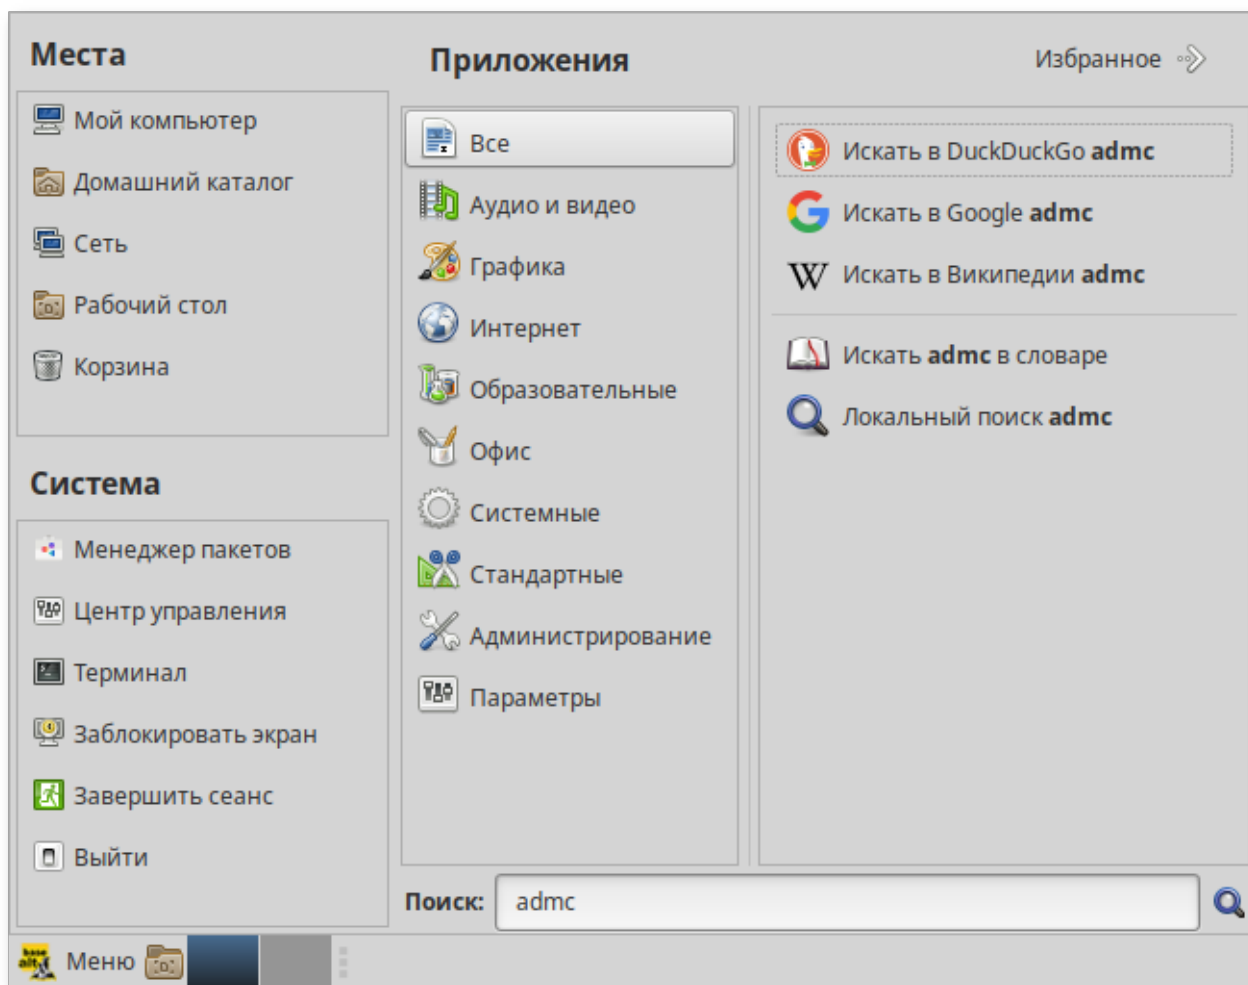 Места
Мой компьютер
Домашний каталог
Сеть
Рабочий стол
Корзина
Система
Менеджер пакетов
Центр управления
Терминал
Заблокировать экран
Завершить сеанс
Выйти
Приложения
Избранное
Все
Аудио и видео
Графика
Интернет
Образовательные
Офис
Системные
Стандартные
Администрирование
Параметры
Искать в DuckDuckGo admc
Искать в Google admc
Искать в Википедии admc
Искать admc в словаре
Локальный поиск admc
Поиск: admc
base alt Меню